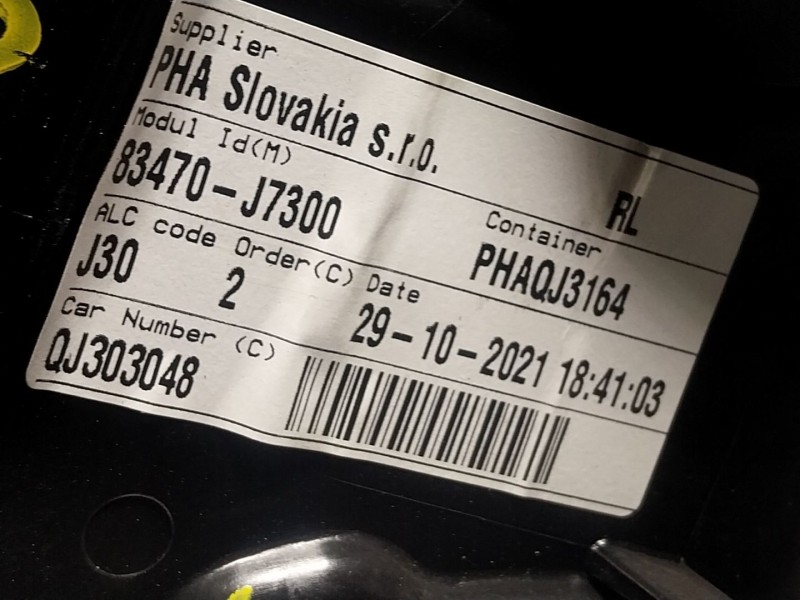 Supplier
PHA Slovakia s.r.o.
RL
Modul Id(M)
Container
83470-J7300
PHAQJ3164
ALC code Order(C) Date
J30 2 29-10-2021 18:41:03
Car Number (C)
QJ303048